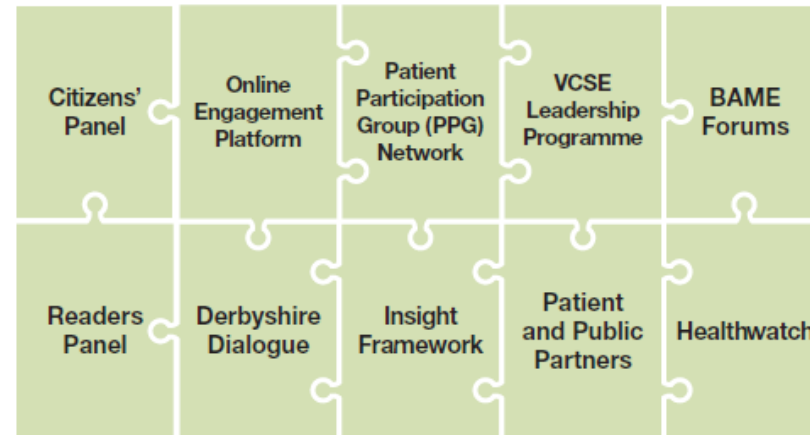 Citizens’
Panel
Online
Engagement
Platform
Patient
Participation
Group (PPG)
Network
VCSE
Leadership
Programme
BAME
Forums
Readers
Panel
Derbyshire
Dialogue
Insight
Framework
Patient
and Public
Partners
Healthwatch